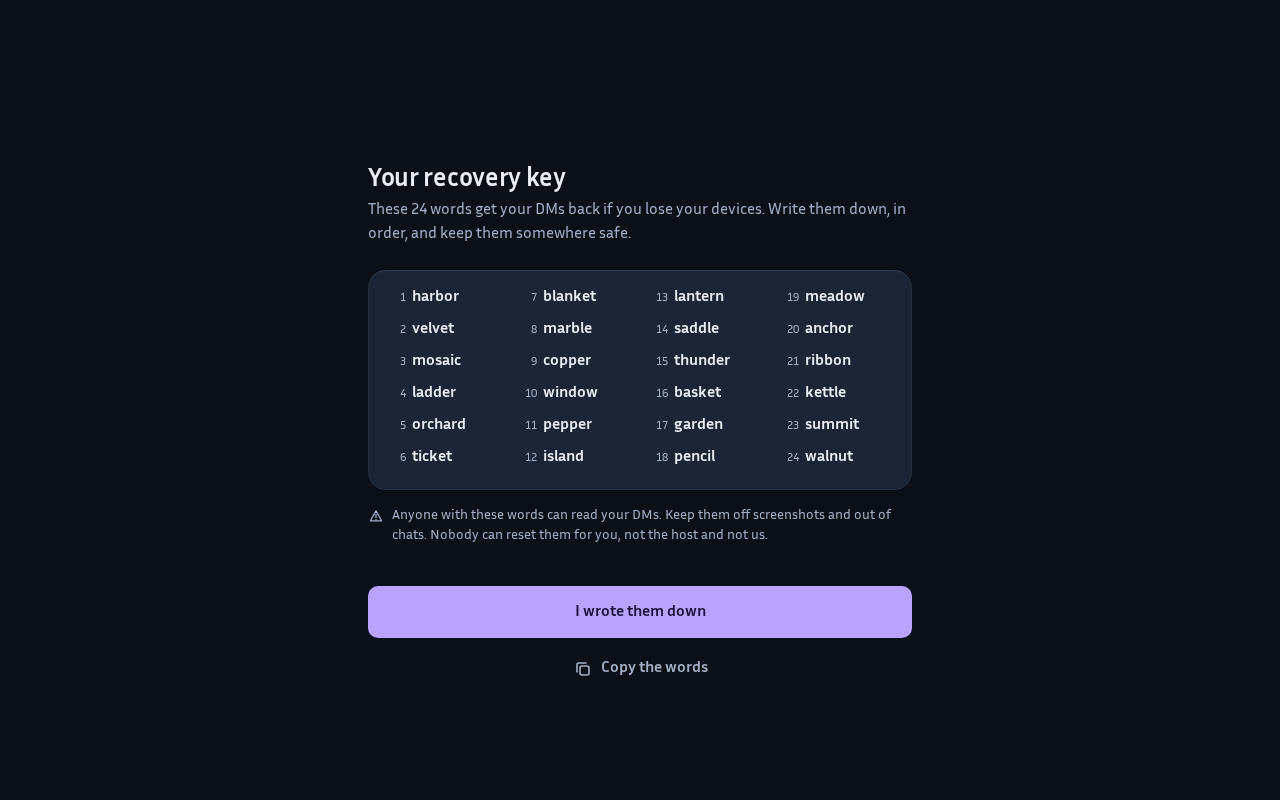 Your recovery key
These 24 words get your DMs back if you lose your devices. Write them down, in
order, and keep them somewhere safe.
1 harbor
2 velvet
3 mosaic
4 ladder
5 orchard
6 ticket
7 blanket
8 marble
9 copper
10 window
11 pepper
12 island
13 lantern
14 saddle
15 thunder
16 basket
17 garden
18 pencil
19 meadow
20 anchor
21 ribbon
22 kettle
23 summit
24 walnut
Anyone with these words can read your DMs. Keep them off screenshots and out of
chats. Nobody can reset them for you, not the host and not us.
I wrote them down
Copy the words